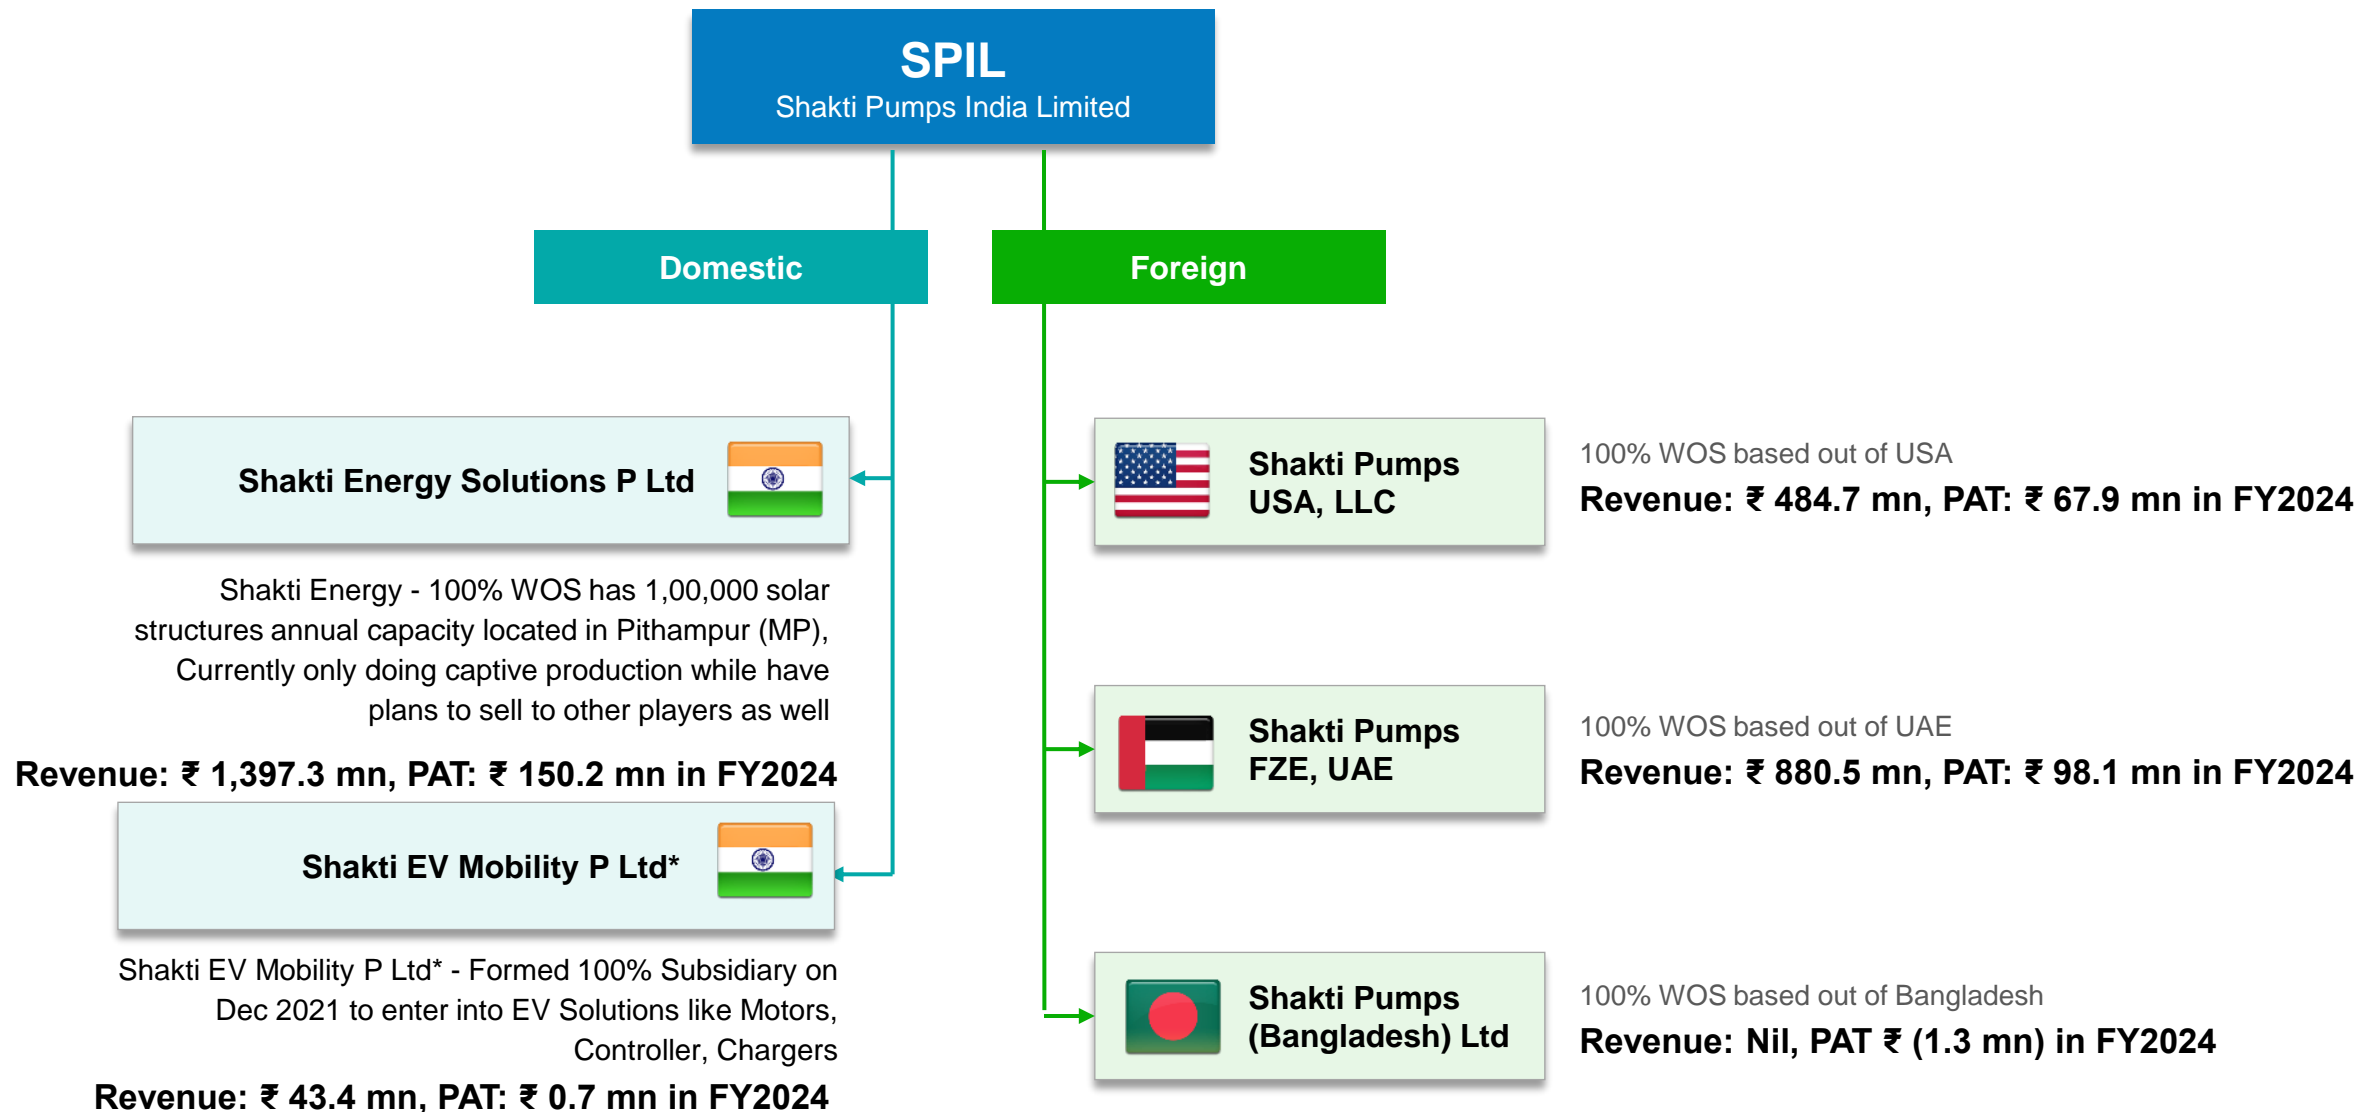 SPIL
Shakti Pumps India Limited
Domestic
Foreign
Shakti Energy Solutions P Ltd
Shakti Energy - 100% WOS has 1,00,000 solar
structures annual capacity located in Pithampur (MP),
Currently only doing captive production while have
plans to sell to other players as well
Revenue: ₹ 1,397.3 mn, PAT: ₹ 150.2 mn in FY2024
Shakti EV Mobility P Ltd*
Shakti EV Mobility P Ltd* - Formed 100% Subsidiary on
Dec 2021 to enter into EV Solutions like Motors,
Controller, Chargers
Revenue: ₹ 43.4 mn, PAT: ₹ 0.7 mn in FY2024
Shakti Pumps
USA, LLC
100% WOS based out of USA
Revenue: ₹ 484.7 mn, PAT: ₹ 67.9 mn in FY2024
Shakti Pumps
FZE, UAE
100% WOS based out of UAE
Revenue: ₹ 880.5 mn, PAT: ₹ 98.1 mn in FY2024
Shakti Pumps
(Bangladesh) Ltd
100% WOS based out of Bangladesh
Revenue: Nil, PAT ₹ (1.3 mn) in FY2024